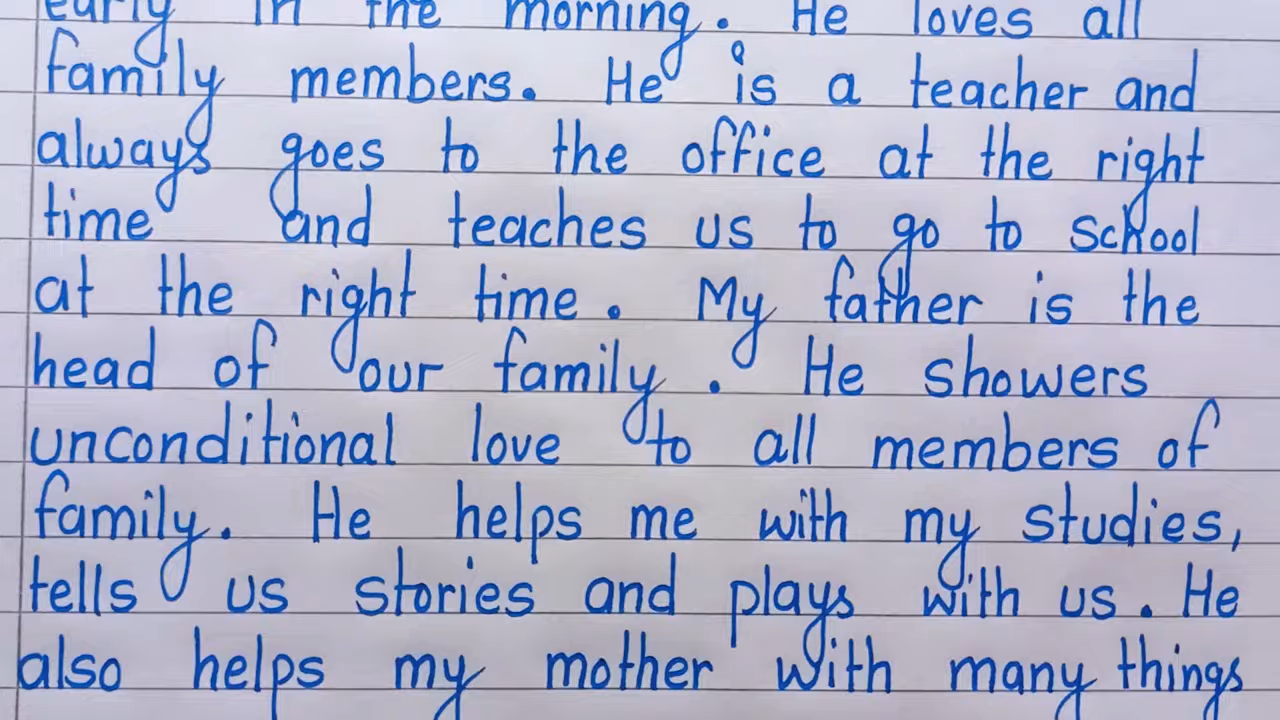 early in the morning. He loves all
family members. He is a teacher and
always goes to the office at the right
time and teaches us to go to school
at the right time. My father is the
head of our family. He showers
unconditional love to all members of
family. He helps me with my studies,
tells us stories and plays with us. He
also helps my mother with many things